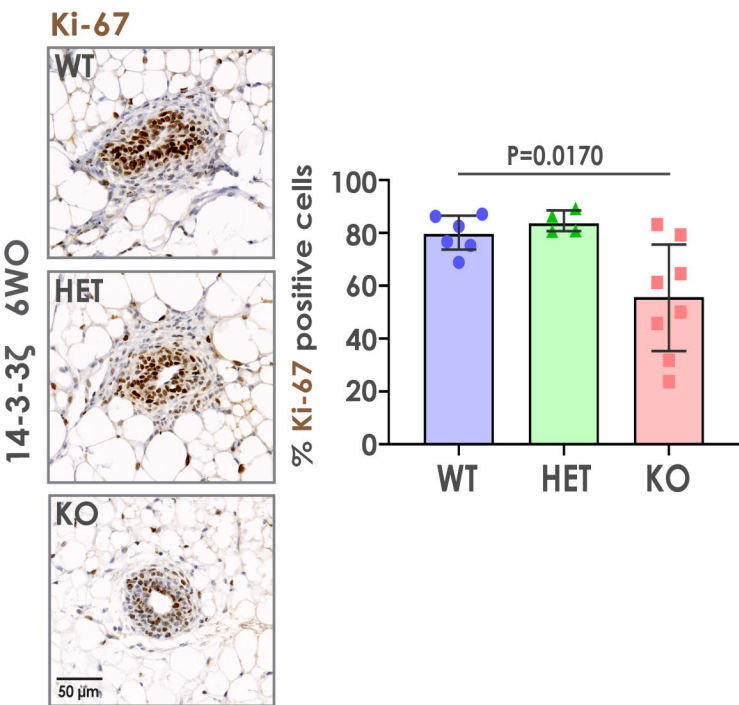 Ki-67
WT
HET
KO
50 µm
14-3-3ζ 6WO
P=0.0170
% Ki-67 positive cells
100
80
60
40
20
0
WT
HET
KO